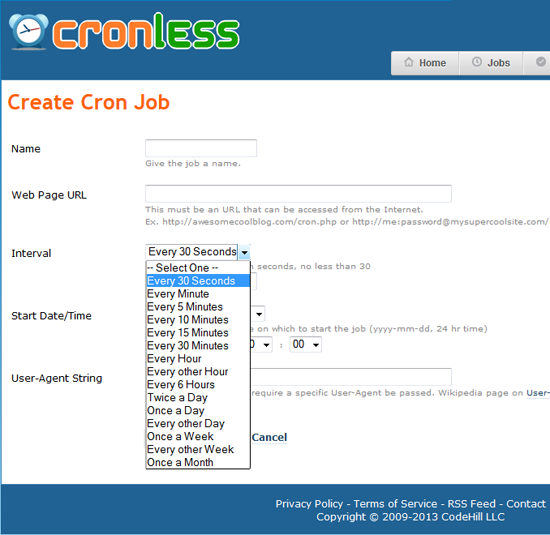 cronless
Home Jobs
Create Cron Job
Name
Give the job a name.
Web Page URL
This must be an URL that can be accessed from the Internet.
Ex. http://awesomecoolblog.com/cron.php or http://me:password@mysupercoolsite.com/
Interval Every 30 Seconds
-- Select One -- n seconds, no less than 30
Every 30 Seconds
Every Minute
Every 5 Minutes
Start Date/Time
Every 10 Minutes
Every 15 Minutes e on which to start the job (yyyy-mm-dd, 24 hr time)
Every 30 Minutes 0 : 00
Every Hour
Every other Hour
User-Agent String
Every 6 Hours
Twice a Day require a specific User-Agent be passed. Wikipedia page on User-
Once a Day
Every other Day
Once a Week Cancel
Every other Week
Once a Month
Privacy Policy - Terms of Service - RSS Feed - Contact
Copyright © 2009-2013 CodeHill LLC